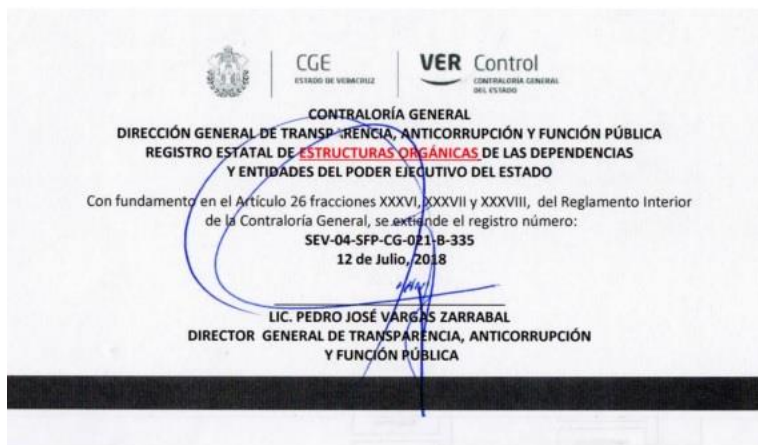 CGE
ESTADO DE VERACRUZ
VER Control
CONTRALORÍA GENERAL
DEL ESTADO
CONTRALORÍA GENERAL
DIRECCIÓN GENERAL DE TRANSP RENCIA, ANTICORRUPCIÓN Y FUNCIÓN PÚBLICA
REGISTRO ESTATAL DE ESTRUCTURAS ORGÁNICAS DE LAS DEPENDENCIAS
Y ENTIDADES DEL PODER EJECUTIVO DEL ESTADO
Con fundamento en el Artículo 26 fracciones XXXVI, XXXVII y XXXVIII, del Reglamento Interior
de la Contraloría General, se extiende el registro número:
SEV-04-SFP-CG-021-B-335
12 de Julio, 2018
LIC. PEDRO JOSÉ VARGAS ZARRABAL
DIRECTOR GENERAL DE TRANSPARENCIA, ANTICORRUPCIÓN
Y FUNCIÓN PÚBLICA